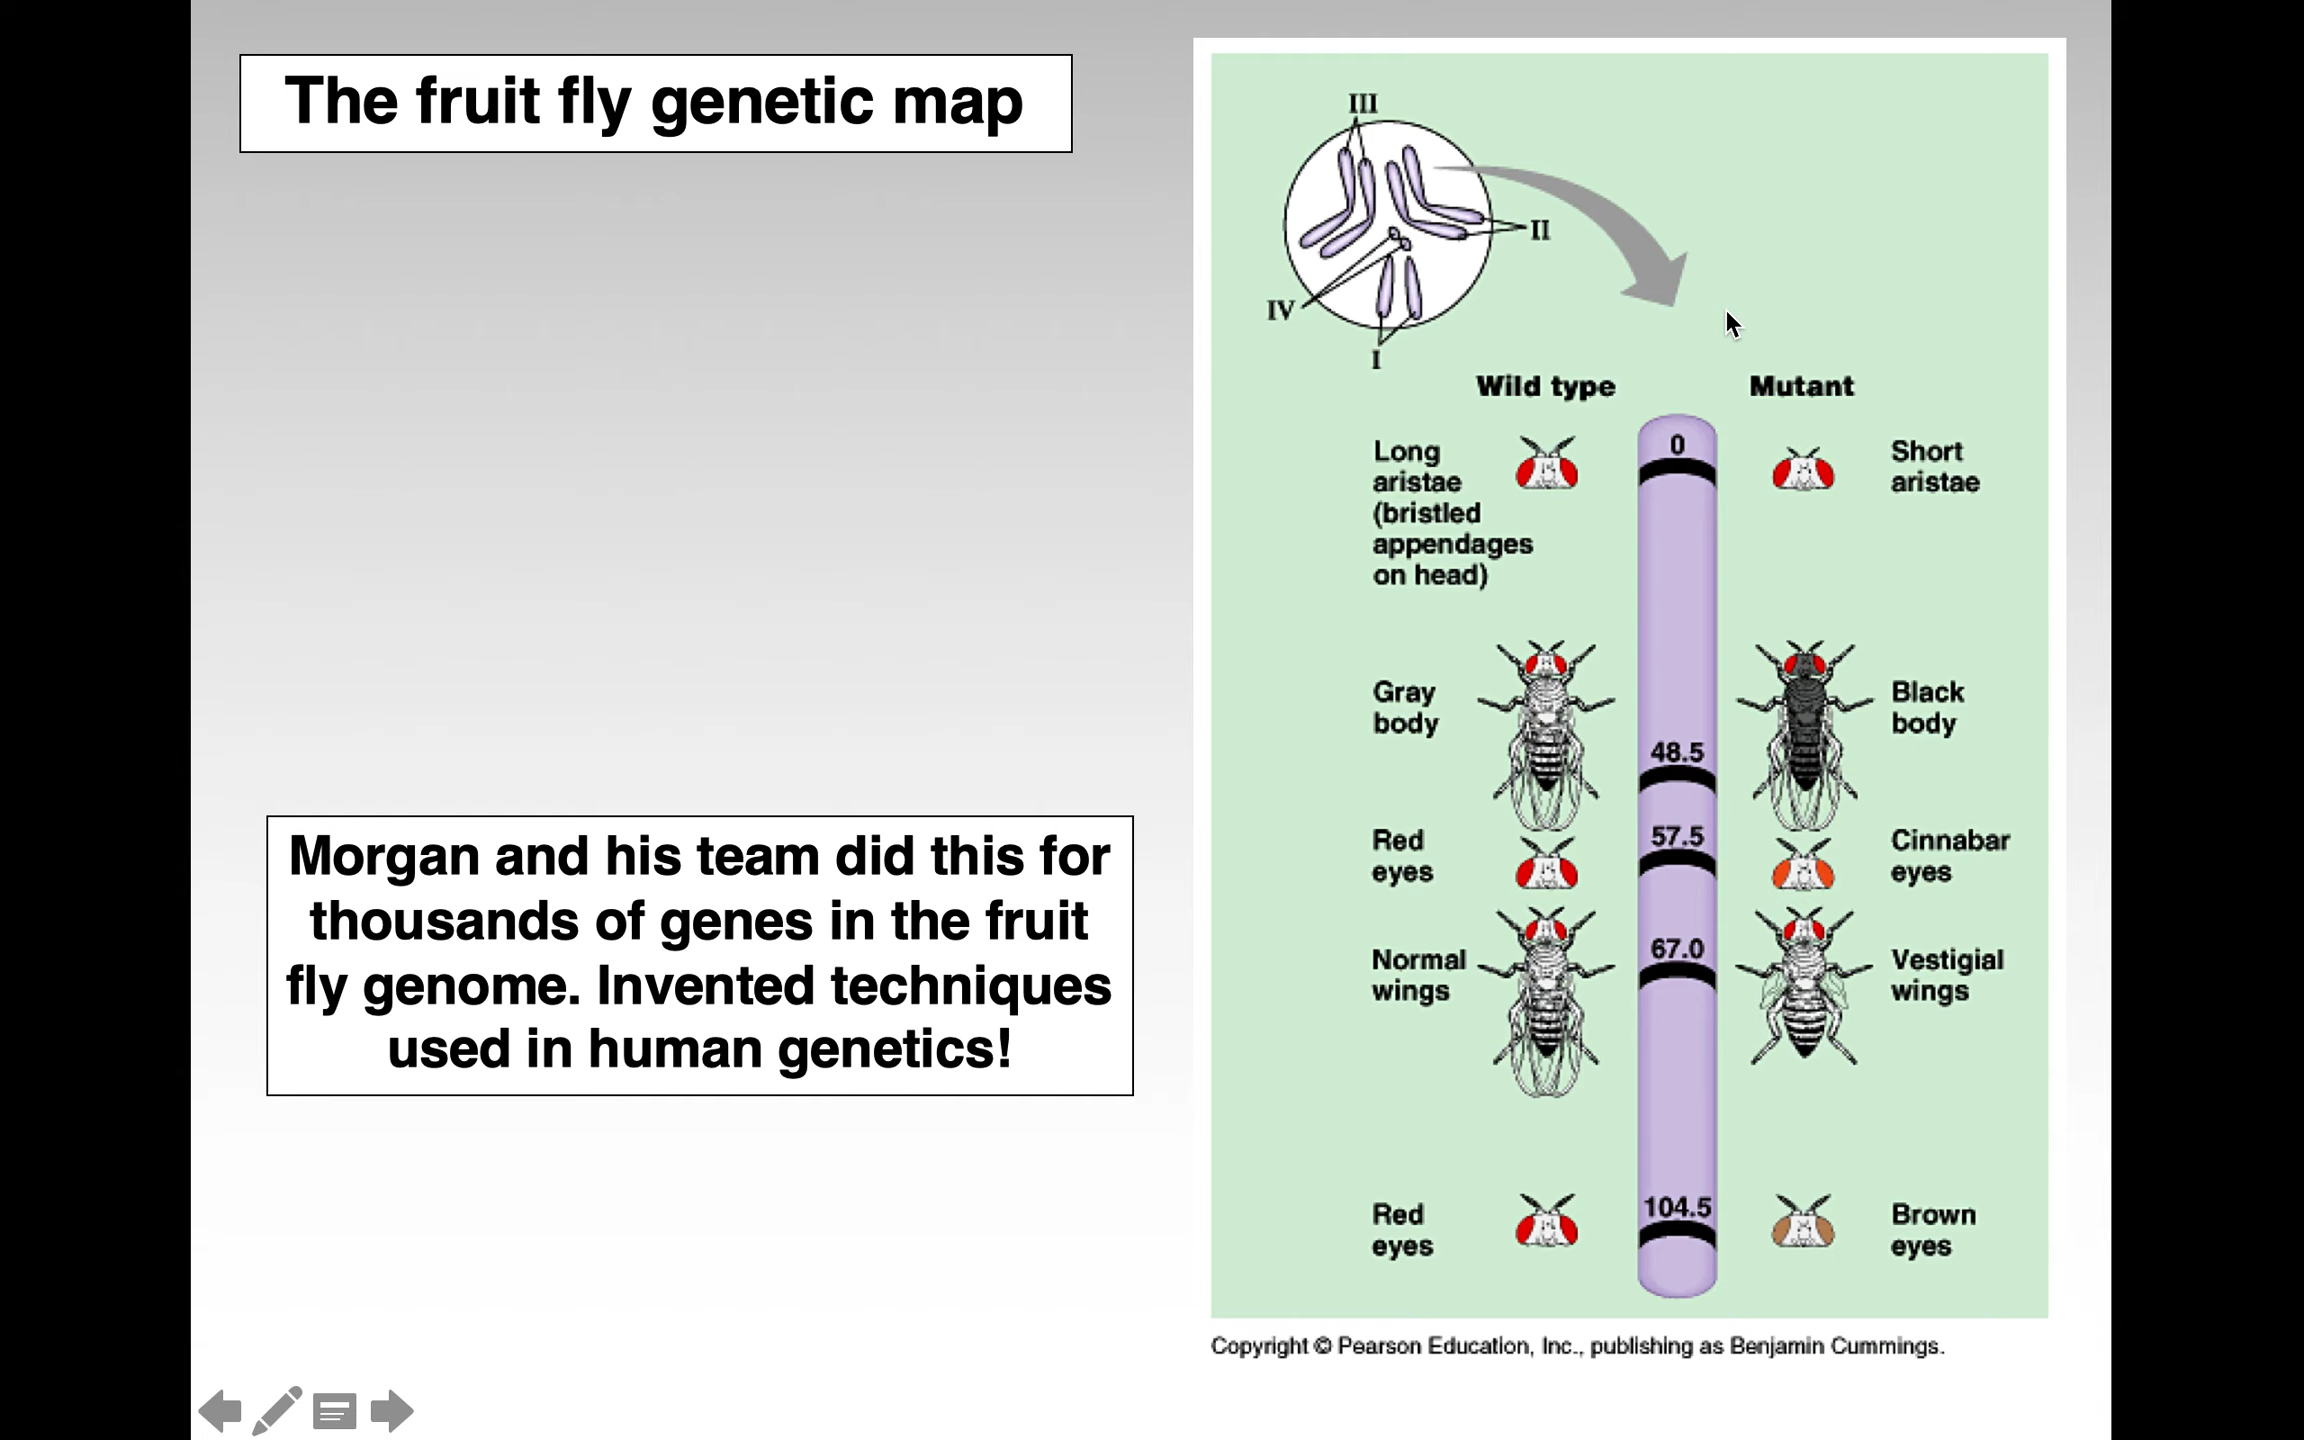 The fruit fly genetic map
Morgan and his team did this for
thousands of genes in the fruit
fly genome. Invented techniques
used in human genetics!
III
II
IV
I
Wild type
Mutant
0
Long
aristae
(bristled
appendages
on head)
Short
aristae
Gray
body
48.5
Black
body
Red
eyes
57.5
Cinnabar
eyes
Normal
wings
67.0
Vestigial
wings
Red
eyes
104.5
Brown
eyes
Copyright © Pearson Education, Inc., publishing as Benjamin Cummings.